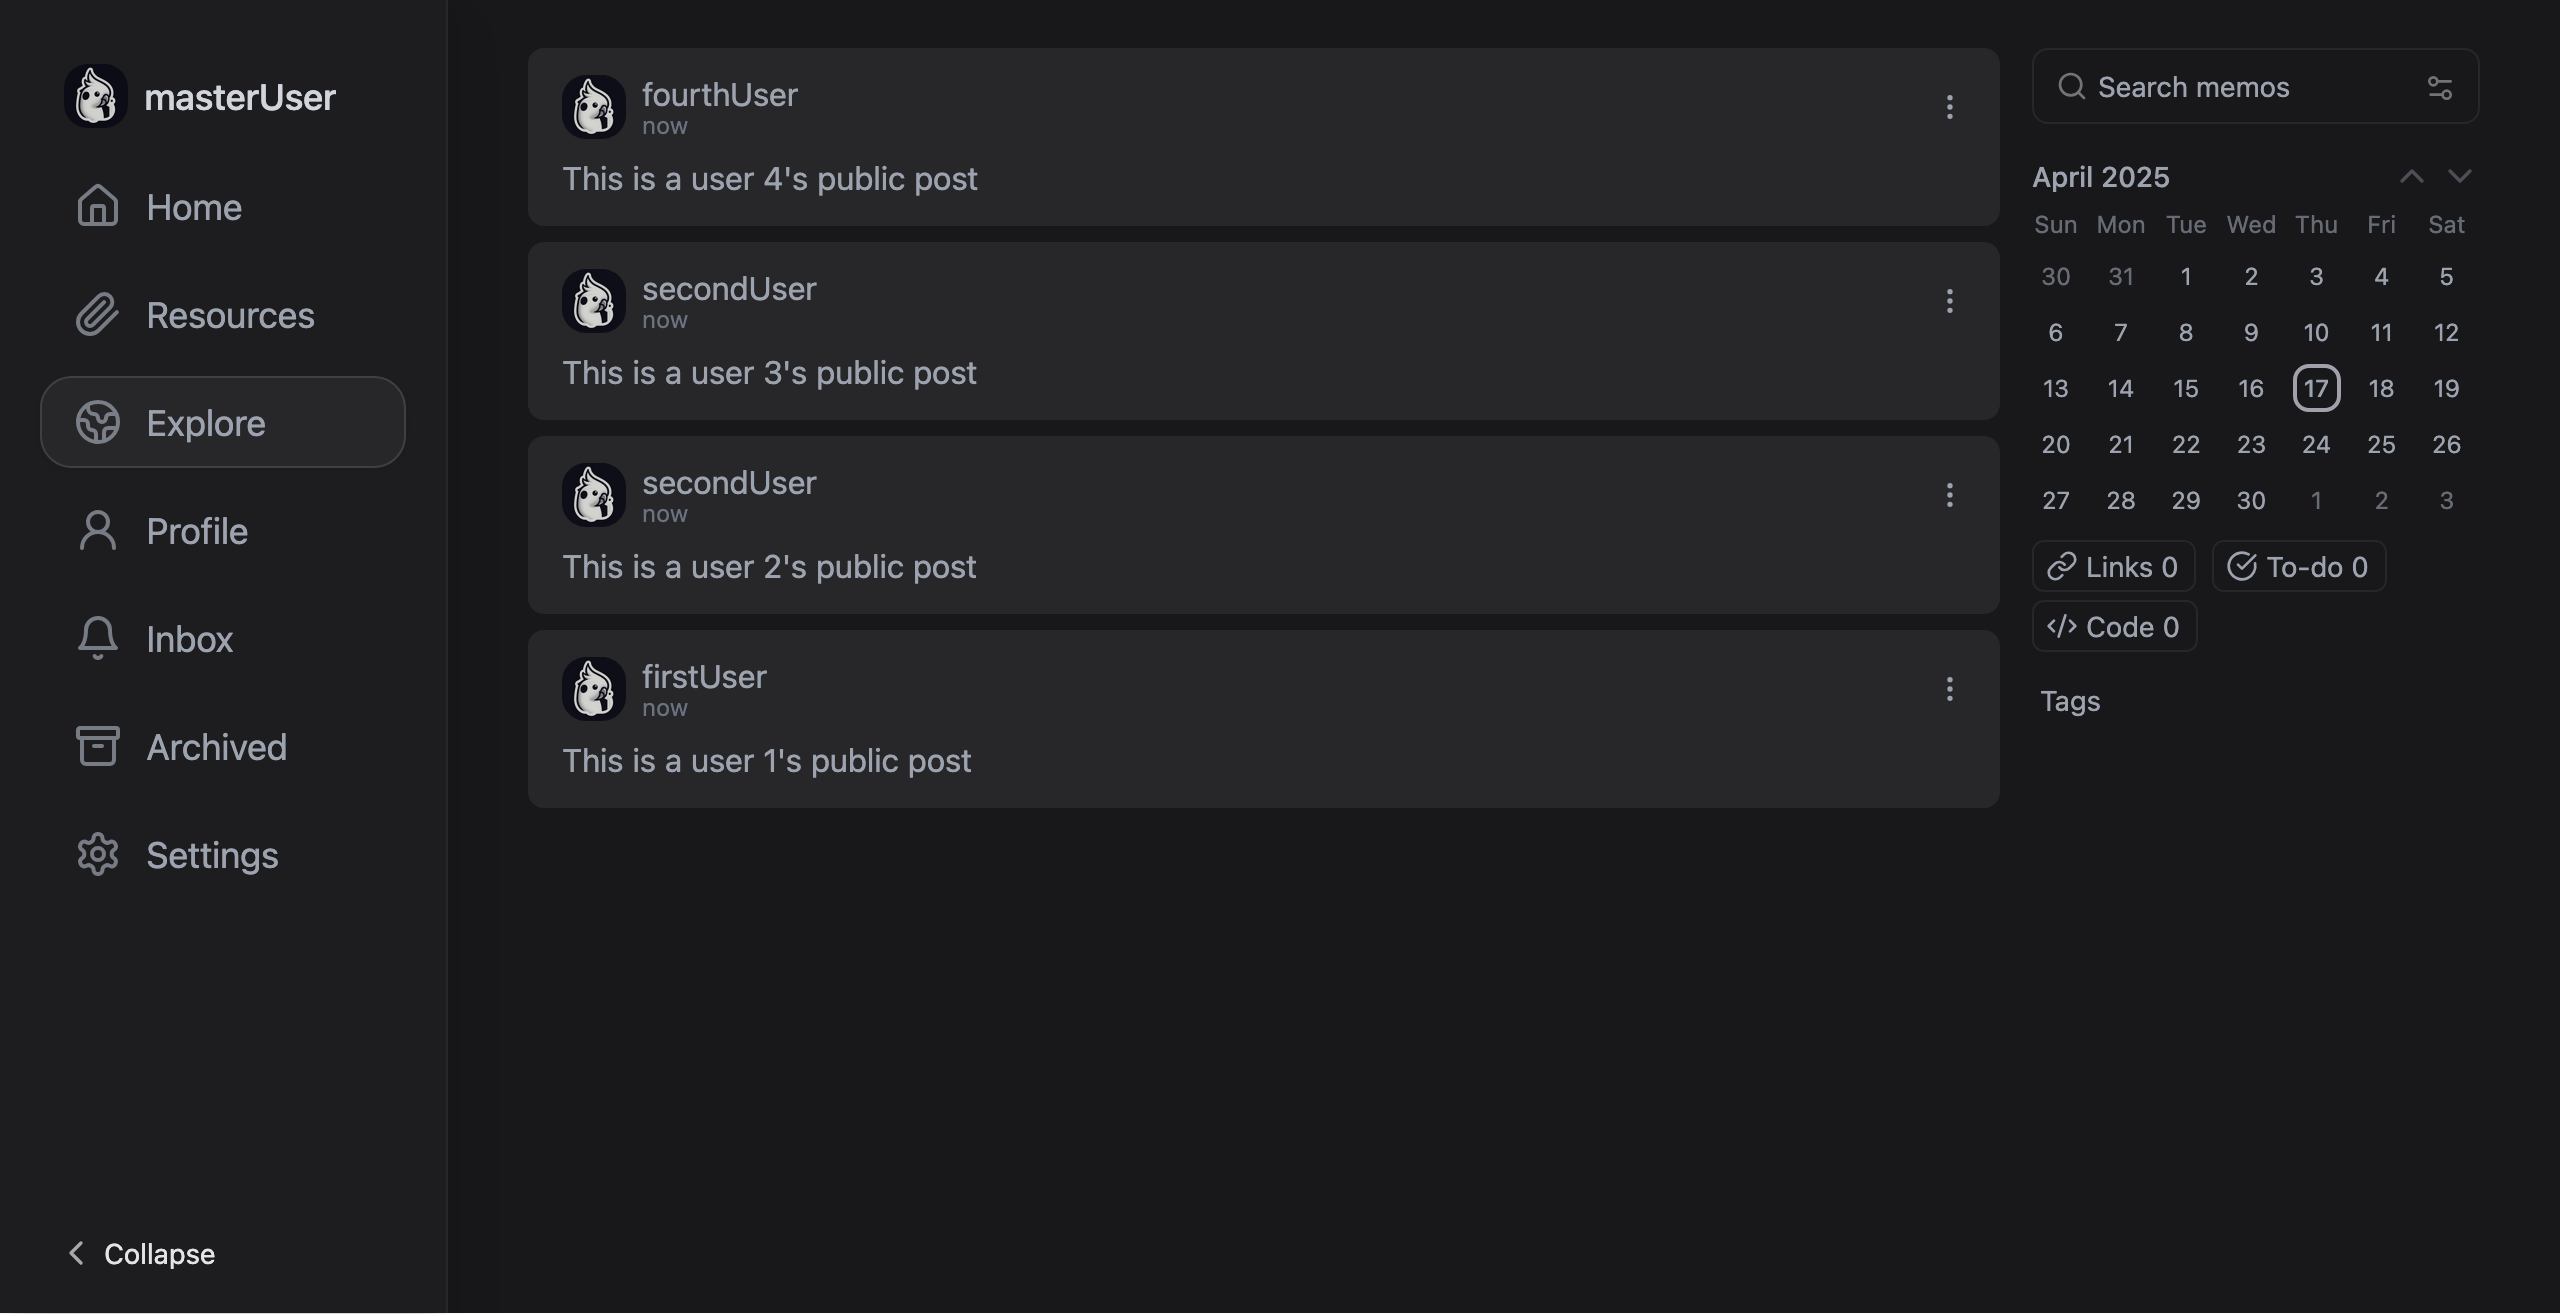 masterUser
Home
Resources
Explore
Profile
Inbox
Archived
Settings
Collapse
fourthUser
now
This is a user 4's public post
secondUser
now
This is a user 3's public post
secondUser
now
This is a user 2's public post
firstUser
now
This is a user 1's public post
Search memos
April 2025
Sun Mon Tue Wed Thu Fri Sat
30 31 1 2 3 4 5
6 7 8 9 10 11 12
13 14 15 16 17 18 19
20 21 22 23 24 25 26
27 28 29 30 1 2 3
Links 0 To-do 0
Code 0
Tags